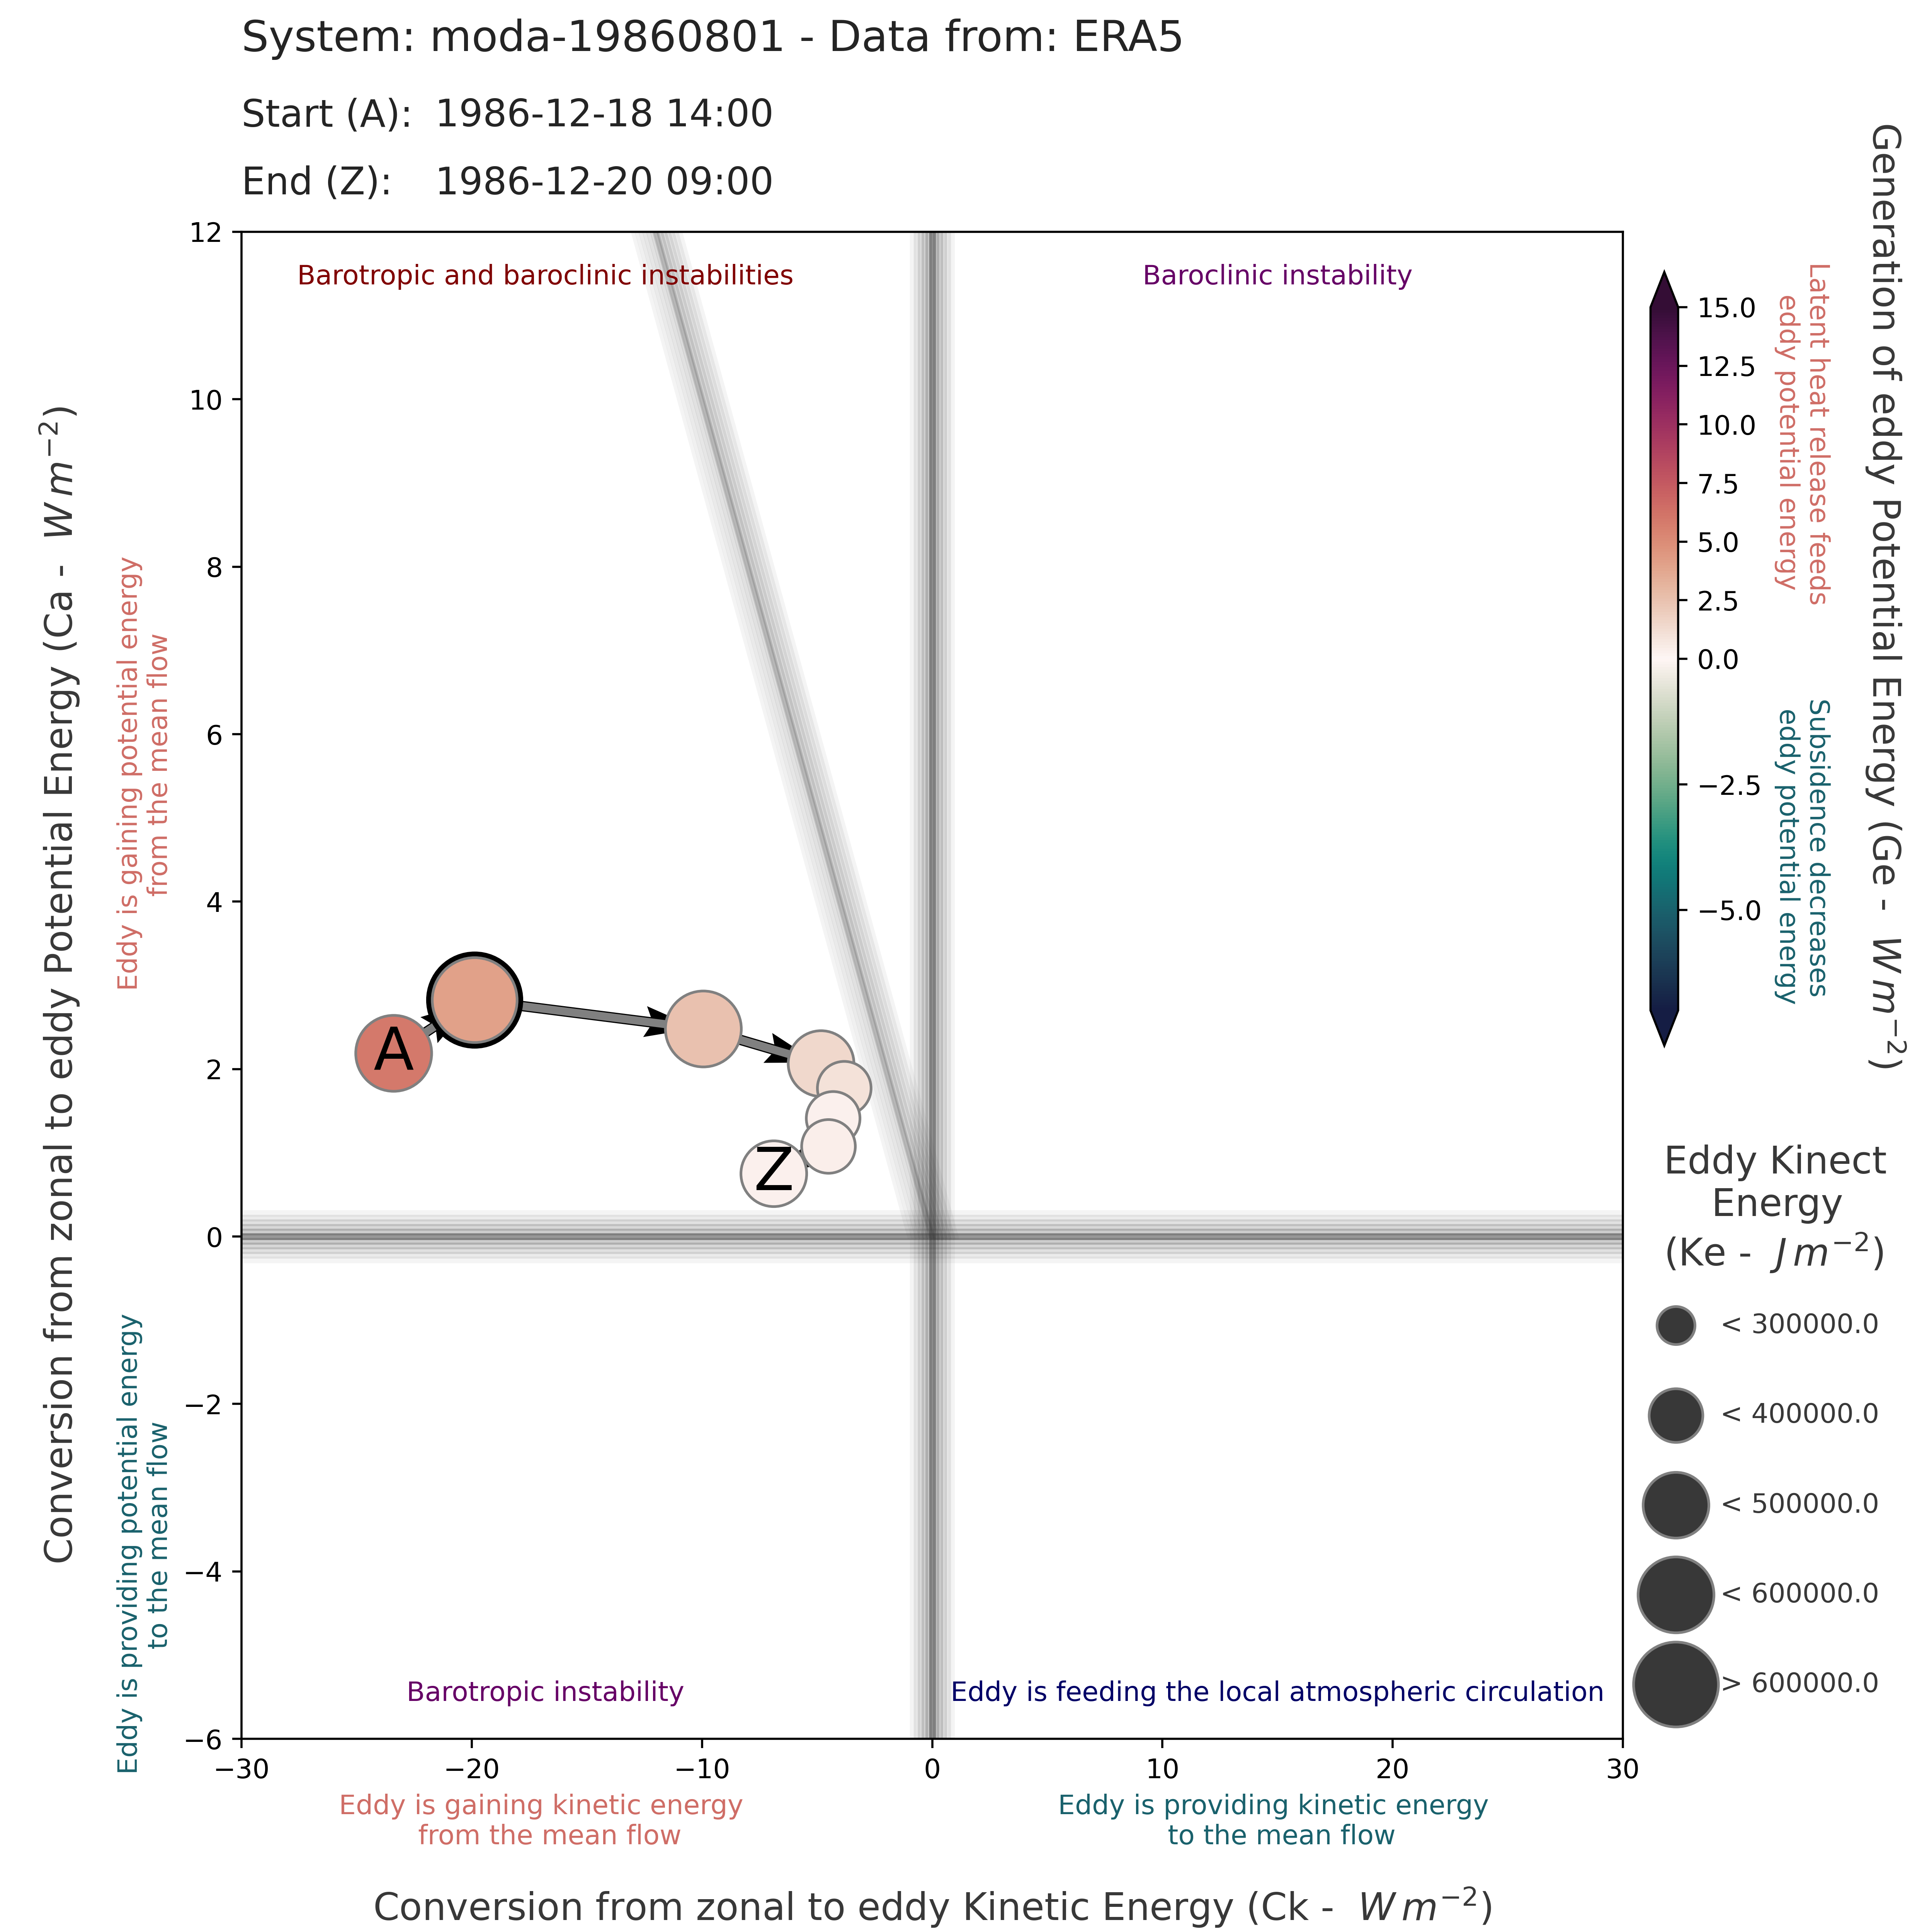 System: moda-19860801 - Data from: ERA5
Start (A): 1986-12-18 14:00
End (Z): 1986-12-20 09:00
Barotropic and baroclinic instabilities
Baroclinic instability
Barotropic instability
Eddy is feeding the local atmospheric circulation
A
Z
12
10
8
6
4
2
0
−2
−4
−6
−30
−20
−10
0
10
20
30
Conversion from zonal to eddy Potential Energy (Ca - W m⁻²)
Eddy is gaining potential energy
from the mean flow
Eddy is providing potential energy
to the mean flow
Eddy is gaining kinetic energy
from the mean flow
Eddy is providing kinetic energy
to the mean flow
Conversion from zonal to eddy Kinetic Energy (Ck - W m⁻²)
15.0
12.5
10.0
7.5
5.0
2.5
0.0
−2.5
−5.0
Latent heat release feeds
eddy potential energy
Subsidence decreases
eddy potential energy
Generation of eddy Potential Energy (Ge - W m⁻²)
Eddy Kinect
Energy
(Ke - J m⁻²)
< 300000.0
< 400000.0
< 500000.0
< 600000.0
> 600000.0